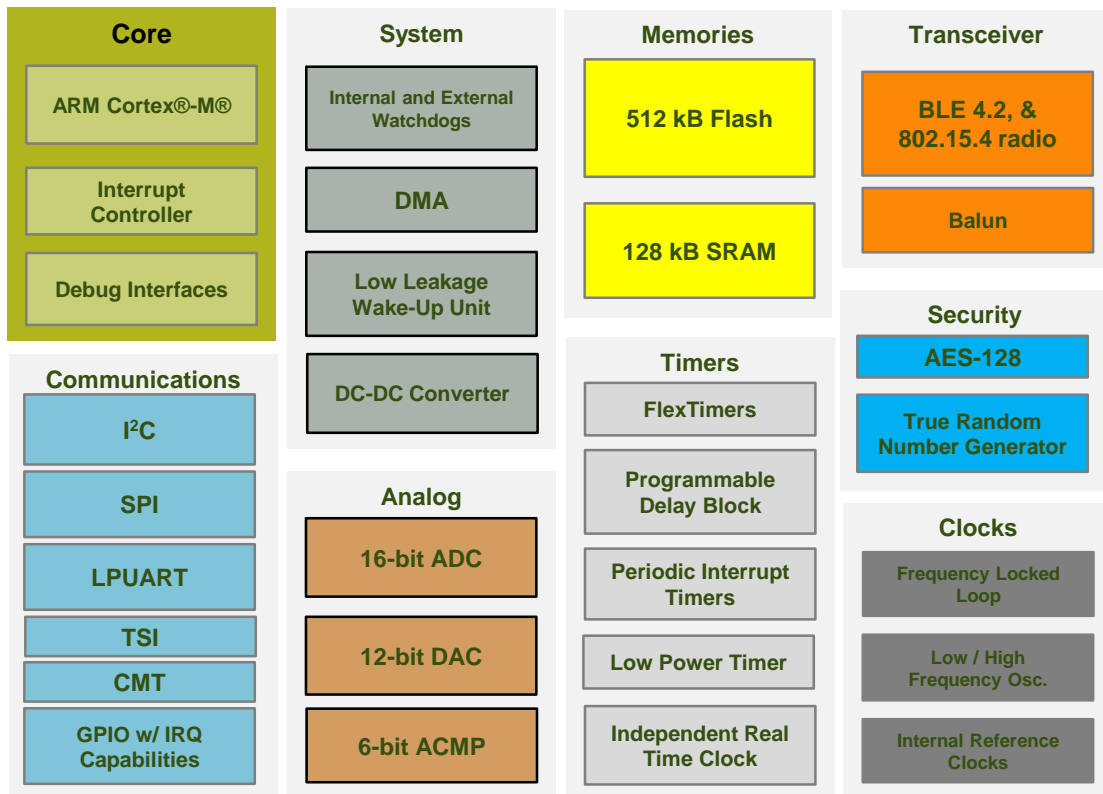 Core
ARM Cortex®-M®
Interrupt
Controller
Debug Interfaces
Communications
I²C
SPI
LPUART
TSI
CMT
GPIO w/ IRQ
Capabilities
System
Internal and External
Watchdogs
DMA
Low Leakage
Wake-Up Unit
DC-DC Converter
Analog
16-bit ADC
12-bit DAC
6-bit ACMP
Memories
512 kB Flash
128 kB SRAM
Timers
FlexTimers
Programmable
Delay Block
Periodic Interrupt
Timers
Low Power Timer
Independent Real
Time Clock
Transceiver
BLE 4.2, &
802.15.4 radio
Balun
Security
AES-128
True Random
Number Generator
Clocks
Frequency Locked
Loop
Low / High
Frequency Osc.
Internal Reference
Clocks